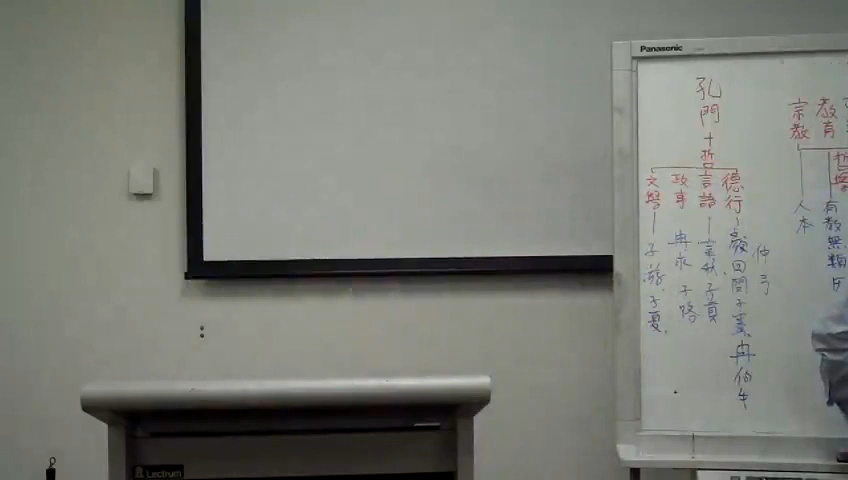 Panasonic
孔門十哲
德行
顏回 閔子騫 冉伯牛
仲弓
言語
宰我 子貢
政事
冉求 子路
文學
子游 子夏
教育
宗教
哲學
有教無類
人本
Lectrum